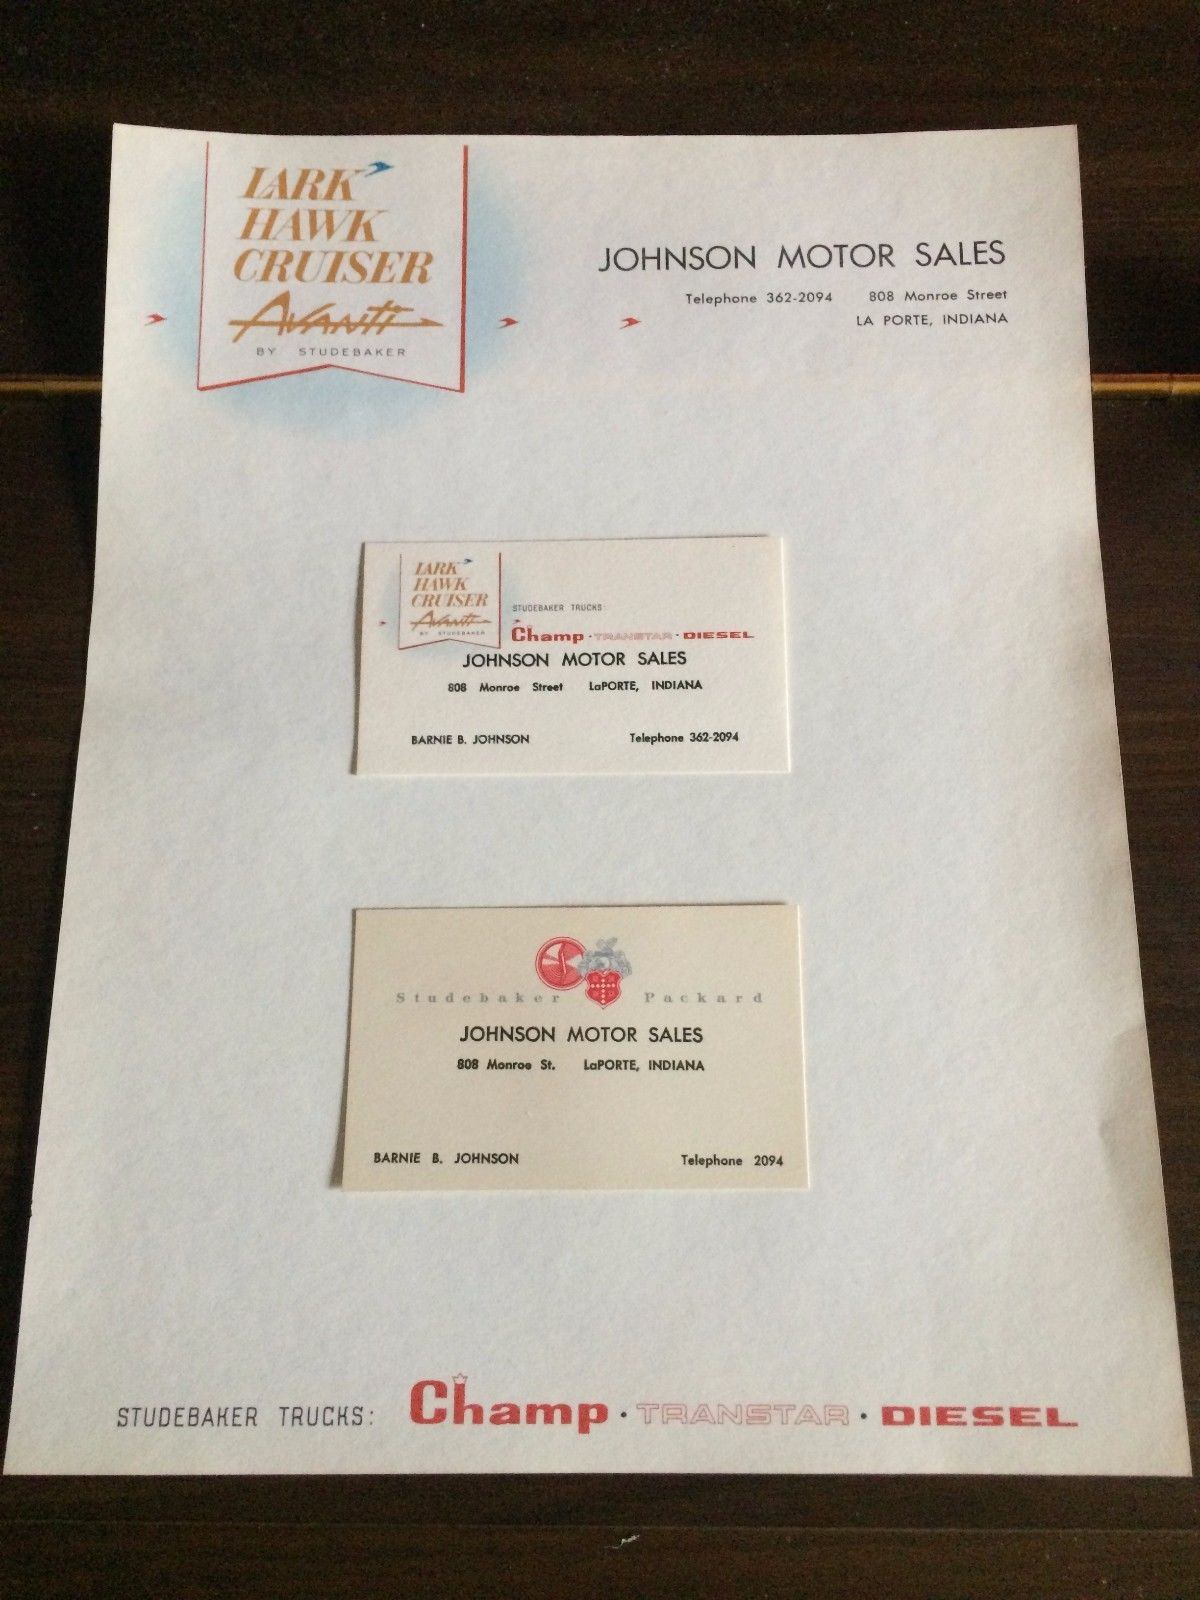 LARK
HAWK
CRUISER
Avanti
BY STUDEBAKER
JOHNSON MOTOR SALES
Telephone 362-2094 808 Monroe Street
LA PORTE, INDIANA
LARK
HAWK
CRUISER
Avanti
BY STUDEBAKER
STUDEBAKER TRUCKS:
Champ · TRANSTAR · DIESEL
JOHNSON MOTOR SALES
808 Monroe Street LaPORTE, INDIANA
BARNIE B. JOHNSON Telephone 362-2094
Studebaker Packard
JOHNSON MOTOR SALES
808 Monroe St. LaPORTE, INDIANA
BARNIE B. JOHNSON Telephone 2094
STUDEBAKER TRUCKS: Champ · TRANSTAR · DIESEL